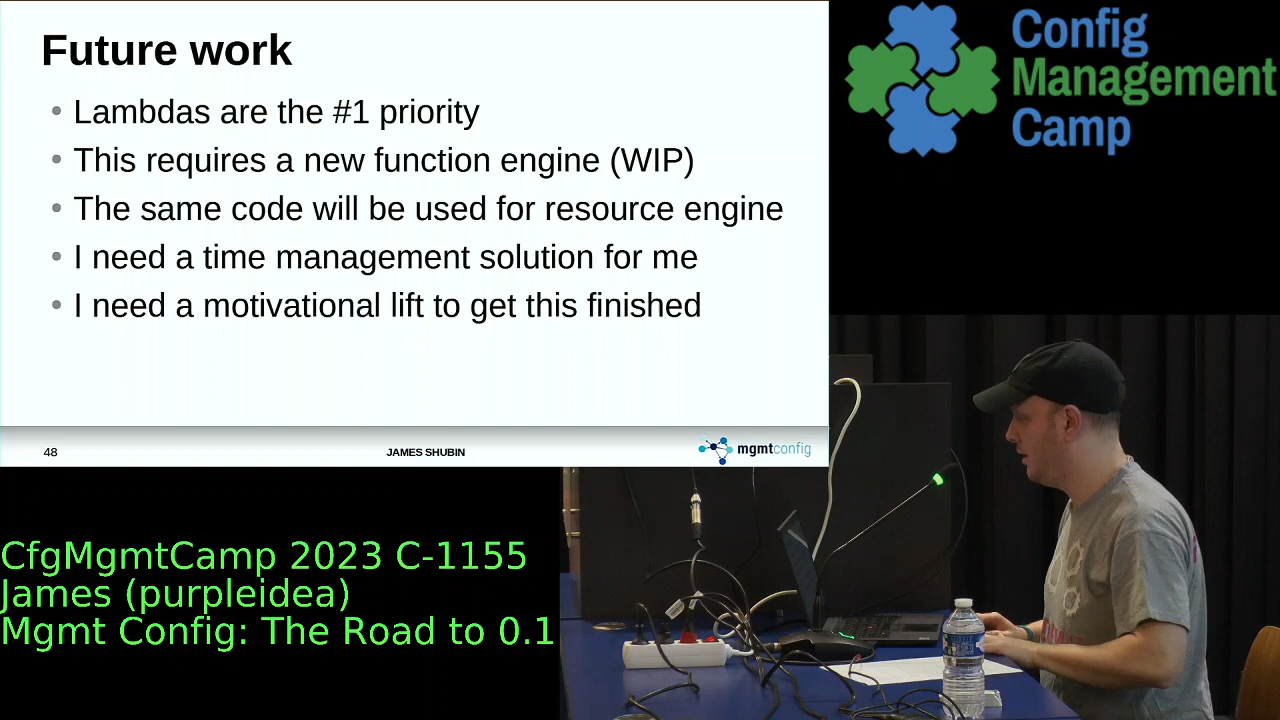 Future work
Lambdas are the #1 priority
This requires a new function engine (WIP)
The same code will be used for resource engine
I need a time management solution for me
I need a motivational lift to get this finished
48
JAMES SHUBIN
mgmtconfig
Config
Management
Camp
CfgMgmtCamp 2023 C-1155
James (purpleidea)
Mgmt Config: The Road to 0.1